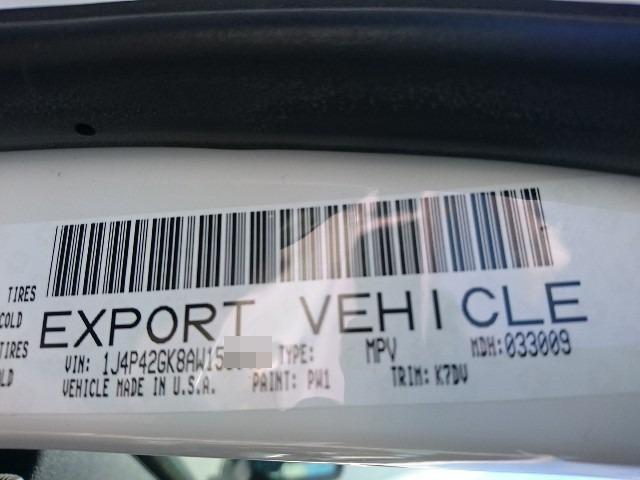 TIRES
COLD
EXPORT VEHICLE
TIRES
VIN: 1J4P42GK8AW15 TYPE: MPV MDH:033009
OLD
VEHICLE MADE IN U.S.A. PAINT: PW1 TRIM: K7DV